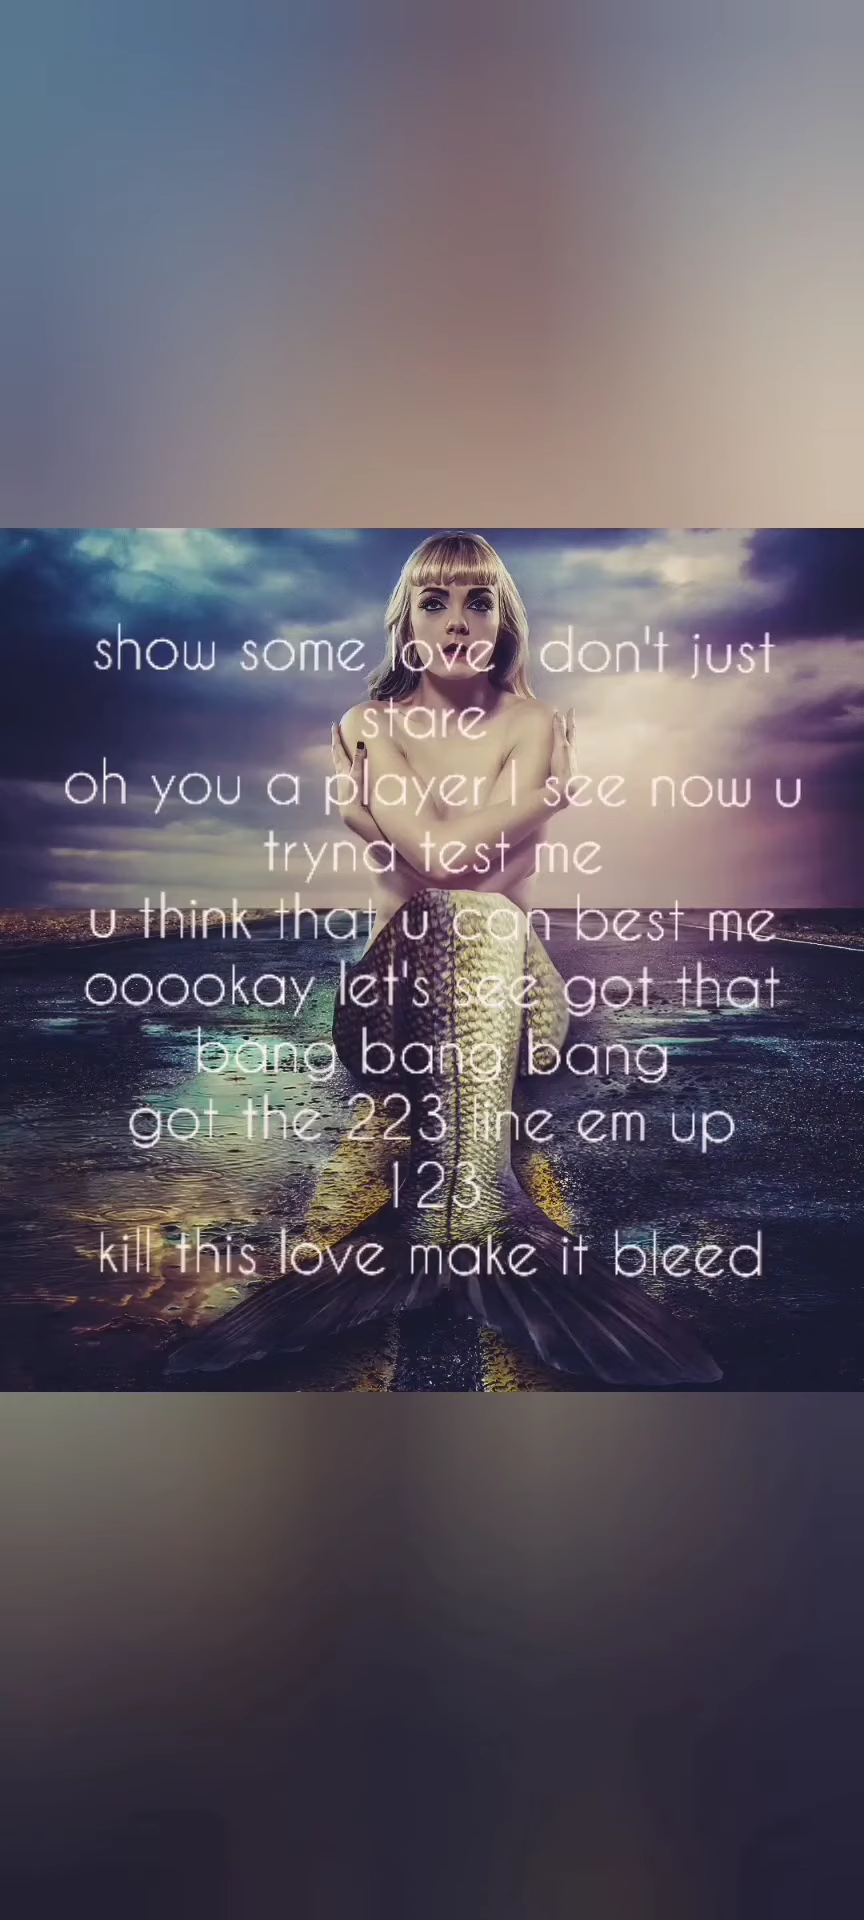 show some love don't just
stare
oh you a player I see now u
tryna test me
u think that u can best me
ooookay let's see got that
bang bang bang
got the 223 line em up
123
kill this love make it bleed